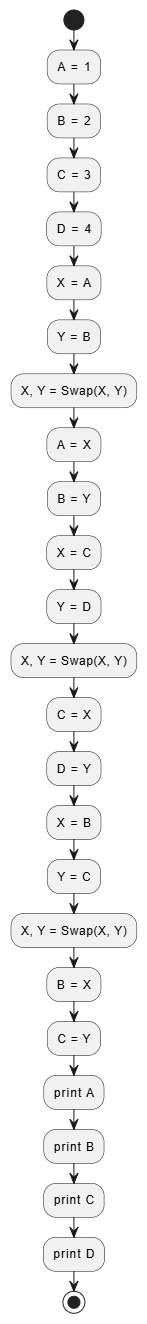 A = 1
B = 2
C = 3
D = 4
X = A
Y = B
X, Y = Swap(X, Y)
A = X
B = Y
X = C
Y = D
X, Y = Swap(X, Y)
C = X
D = Y
X = B
Y = C
X, Y = Swap(X, Y)
B = X
C = Y
print A
print B
print C
print D